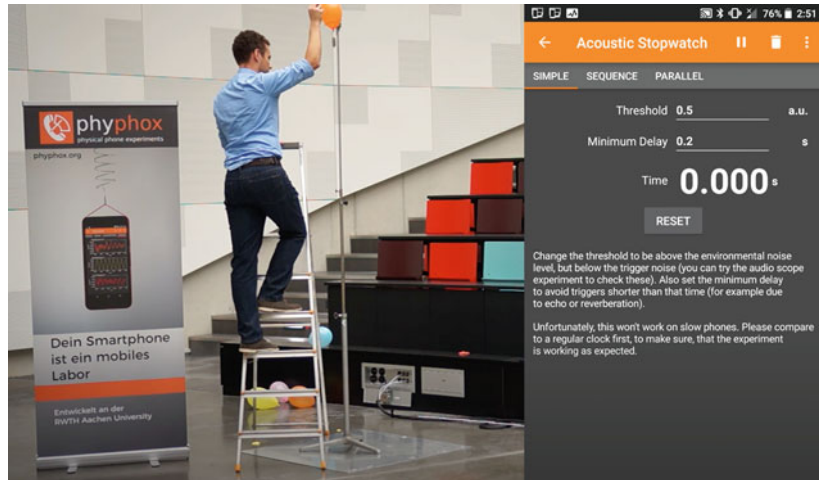 phyphox
physical phone experiments
phyphox.org
Dein Smartphone
ist ein mobiles
Labor
Entwickelt an der
RWTH Aachen University
76% 2:51
Acoustic Stopwatch
SIMPLE SEQUENCE PARALLEL
Threshold 0.5 a.u.
Minimum Delay 0.2 s
Time 0.000 s
RESET
Change the threshold to be above the environmental noise
level, but below the trigger noise (you can try the audio scope
experiment to check these). Also set the minimum delay
to avoid triggers shorter than that time (for example due
to echo or reverberation).
Unfortunately, this won't work on slow phones. Please compare
to a regular clock first, to make sure, that the experiment
is working as expected.